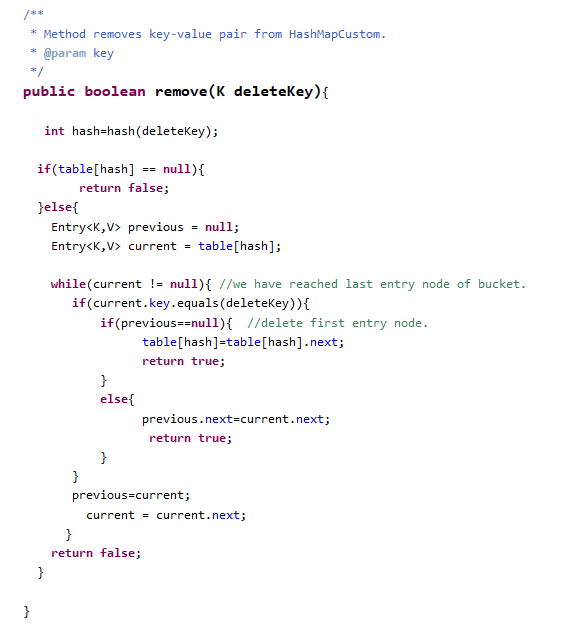 /**
 * Method removes key-value pair from HashMapCustom.
 * @param key
 */
public boolean remove(K deleteKey){
int hash=hash(deleteKey);
if(table[hash] == null){
return false;
}else{
Entry<K,V> previous = null;
Entry<K,V> current = table[hash];
while(current != null){ //we have reached last entry node of bucket.
if(current.key.equals(deleteKey)){
if(previous==null){  //delete first entry node.
table[hash]=table[hash].next;
return true;
}
else{
previous.next=current.next;
return true;
}
}
previous=current;
current = current.next;
}
return false;
}
}